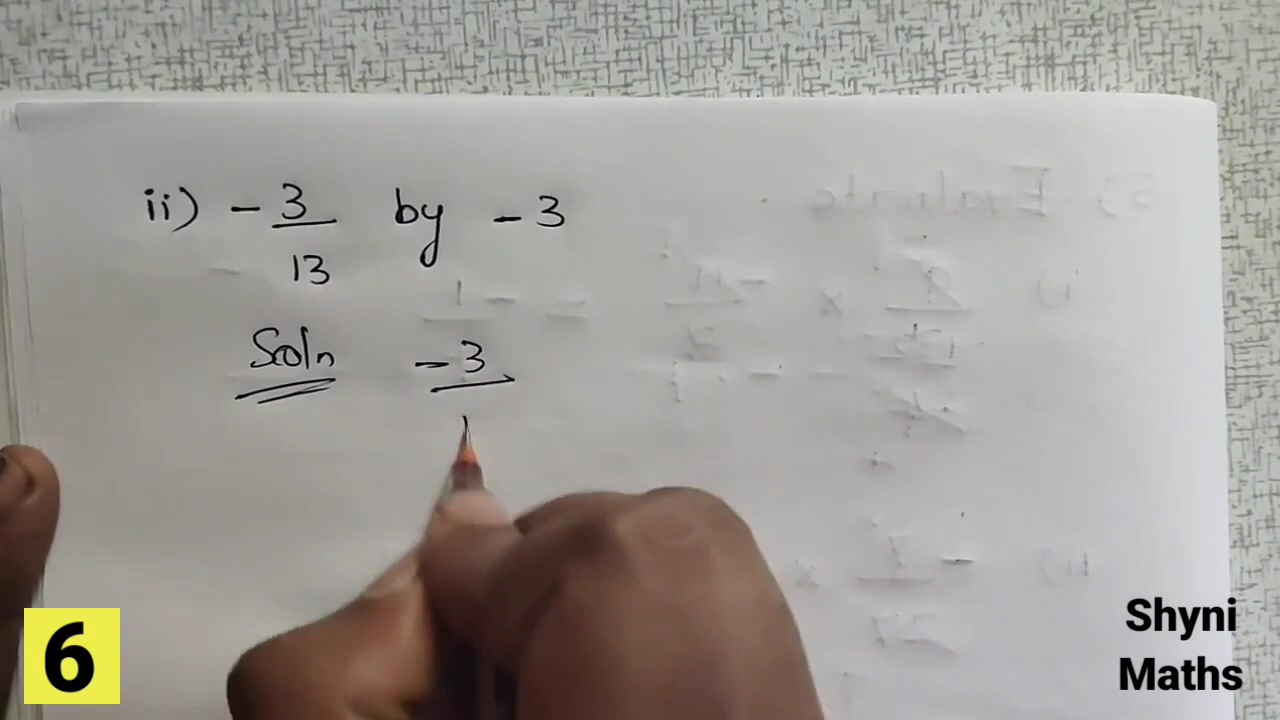 ii) - 3/13 by - 3
Soln - 3/1
6
Shyni
Maths